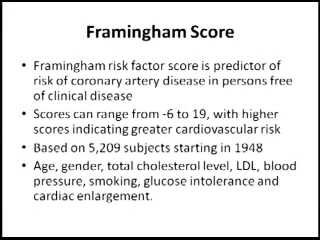 Framingham Score
• Framingham risk factor score is predictor of
risk of coronary artery disease in persons free
of clinical disease
• Scores can range from -6 to 19, with higher
scores indicating greater cardiovascular risk
• Based on 5,209 subjects starting in 1948
• Age, gender, total cholesterol level, LDL, blood
pressure, smoking, glucose intolerance and
cardiac enlargement.